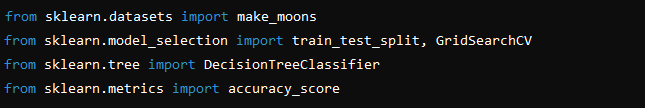 from sklearn.datasets import make_moons
from sklearn.model_selection import train_test_split, GridSearchCV
from sklearn.tree import DecisionTreeClassifier
from sklearn.metrics import accuracy_score